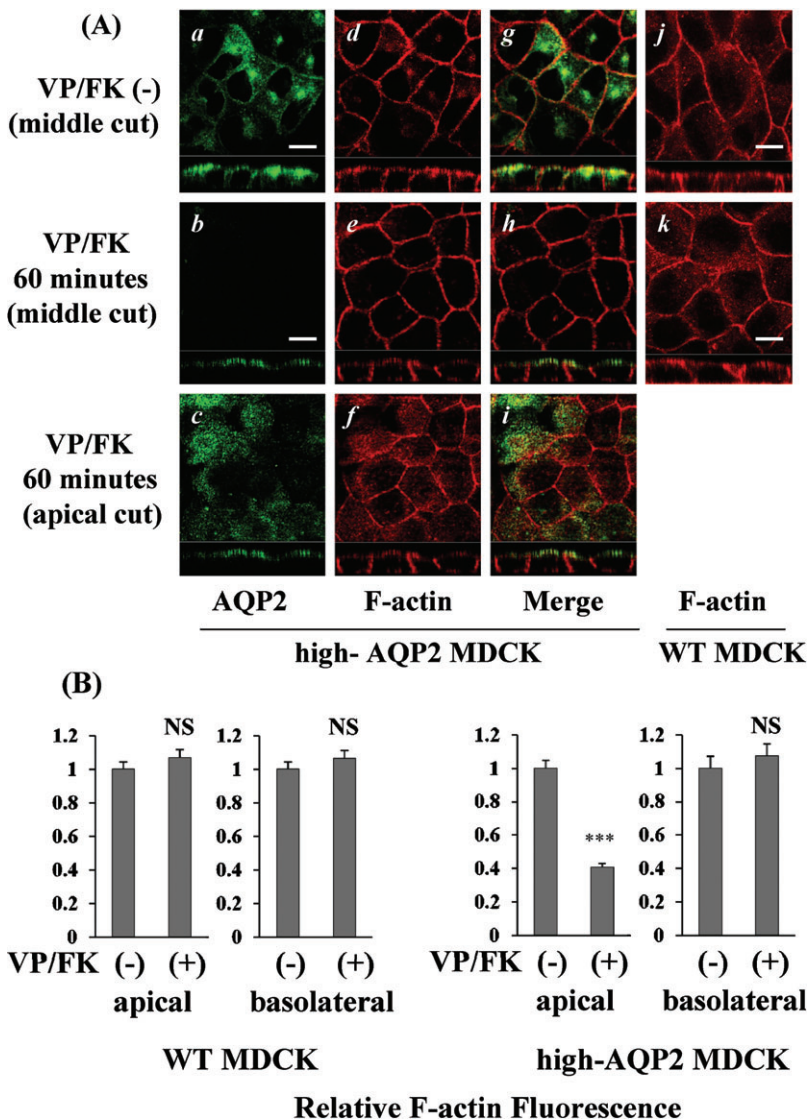 (A)
a d g j
VP/FK (-)
(middle cut)
b e h k
VP/FK
60 minutes
(middle cut)
c f i
VP/FK
60 minutes
(apical cut)
AQP2 F-actin Merge F-actin
high- AQP2 MDCK WT MDCK
(B)
NS NS NS
1.2 1.2 1.2 1.2
1 1 1 1
0.8 0.8 0.8 0.8
***
0.6 0.6 0.6 0.6
0.4 0.4 0.4 0.4
0.2 0.2 0.2 0.2
0 0 0 0
VP/FK (-) (+) (-) (+) VP/FK (-) (+) (-) (+)
apical basolateral apical basolateral
WT MDCK high-AQP2 MDCK
Relative F-actin Fluorescence